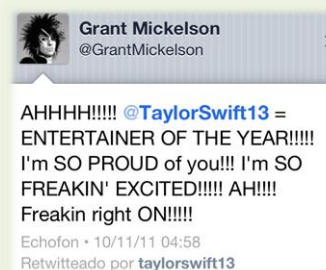 Grant Mickelson
@GrantMickelson
AHHHH!!!!! @TaylorSwift13 =
ENTERTAINER OF THE YEAR!!!!!
I'm SO PROUD of you!!! I'm SO
FREAKIN' EXCITED!!!!! AH!!!!
Freakin right ON!!!!!
Echofon • 10/11/11 04:58
Retwitteado por taylorswift13